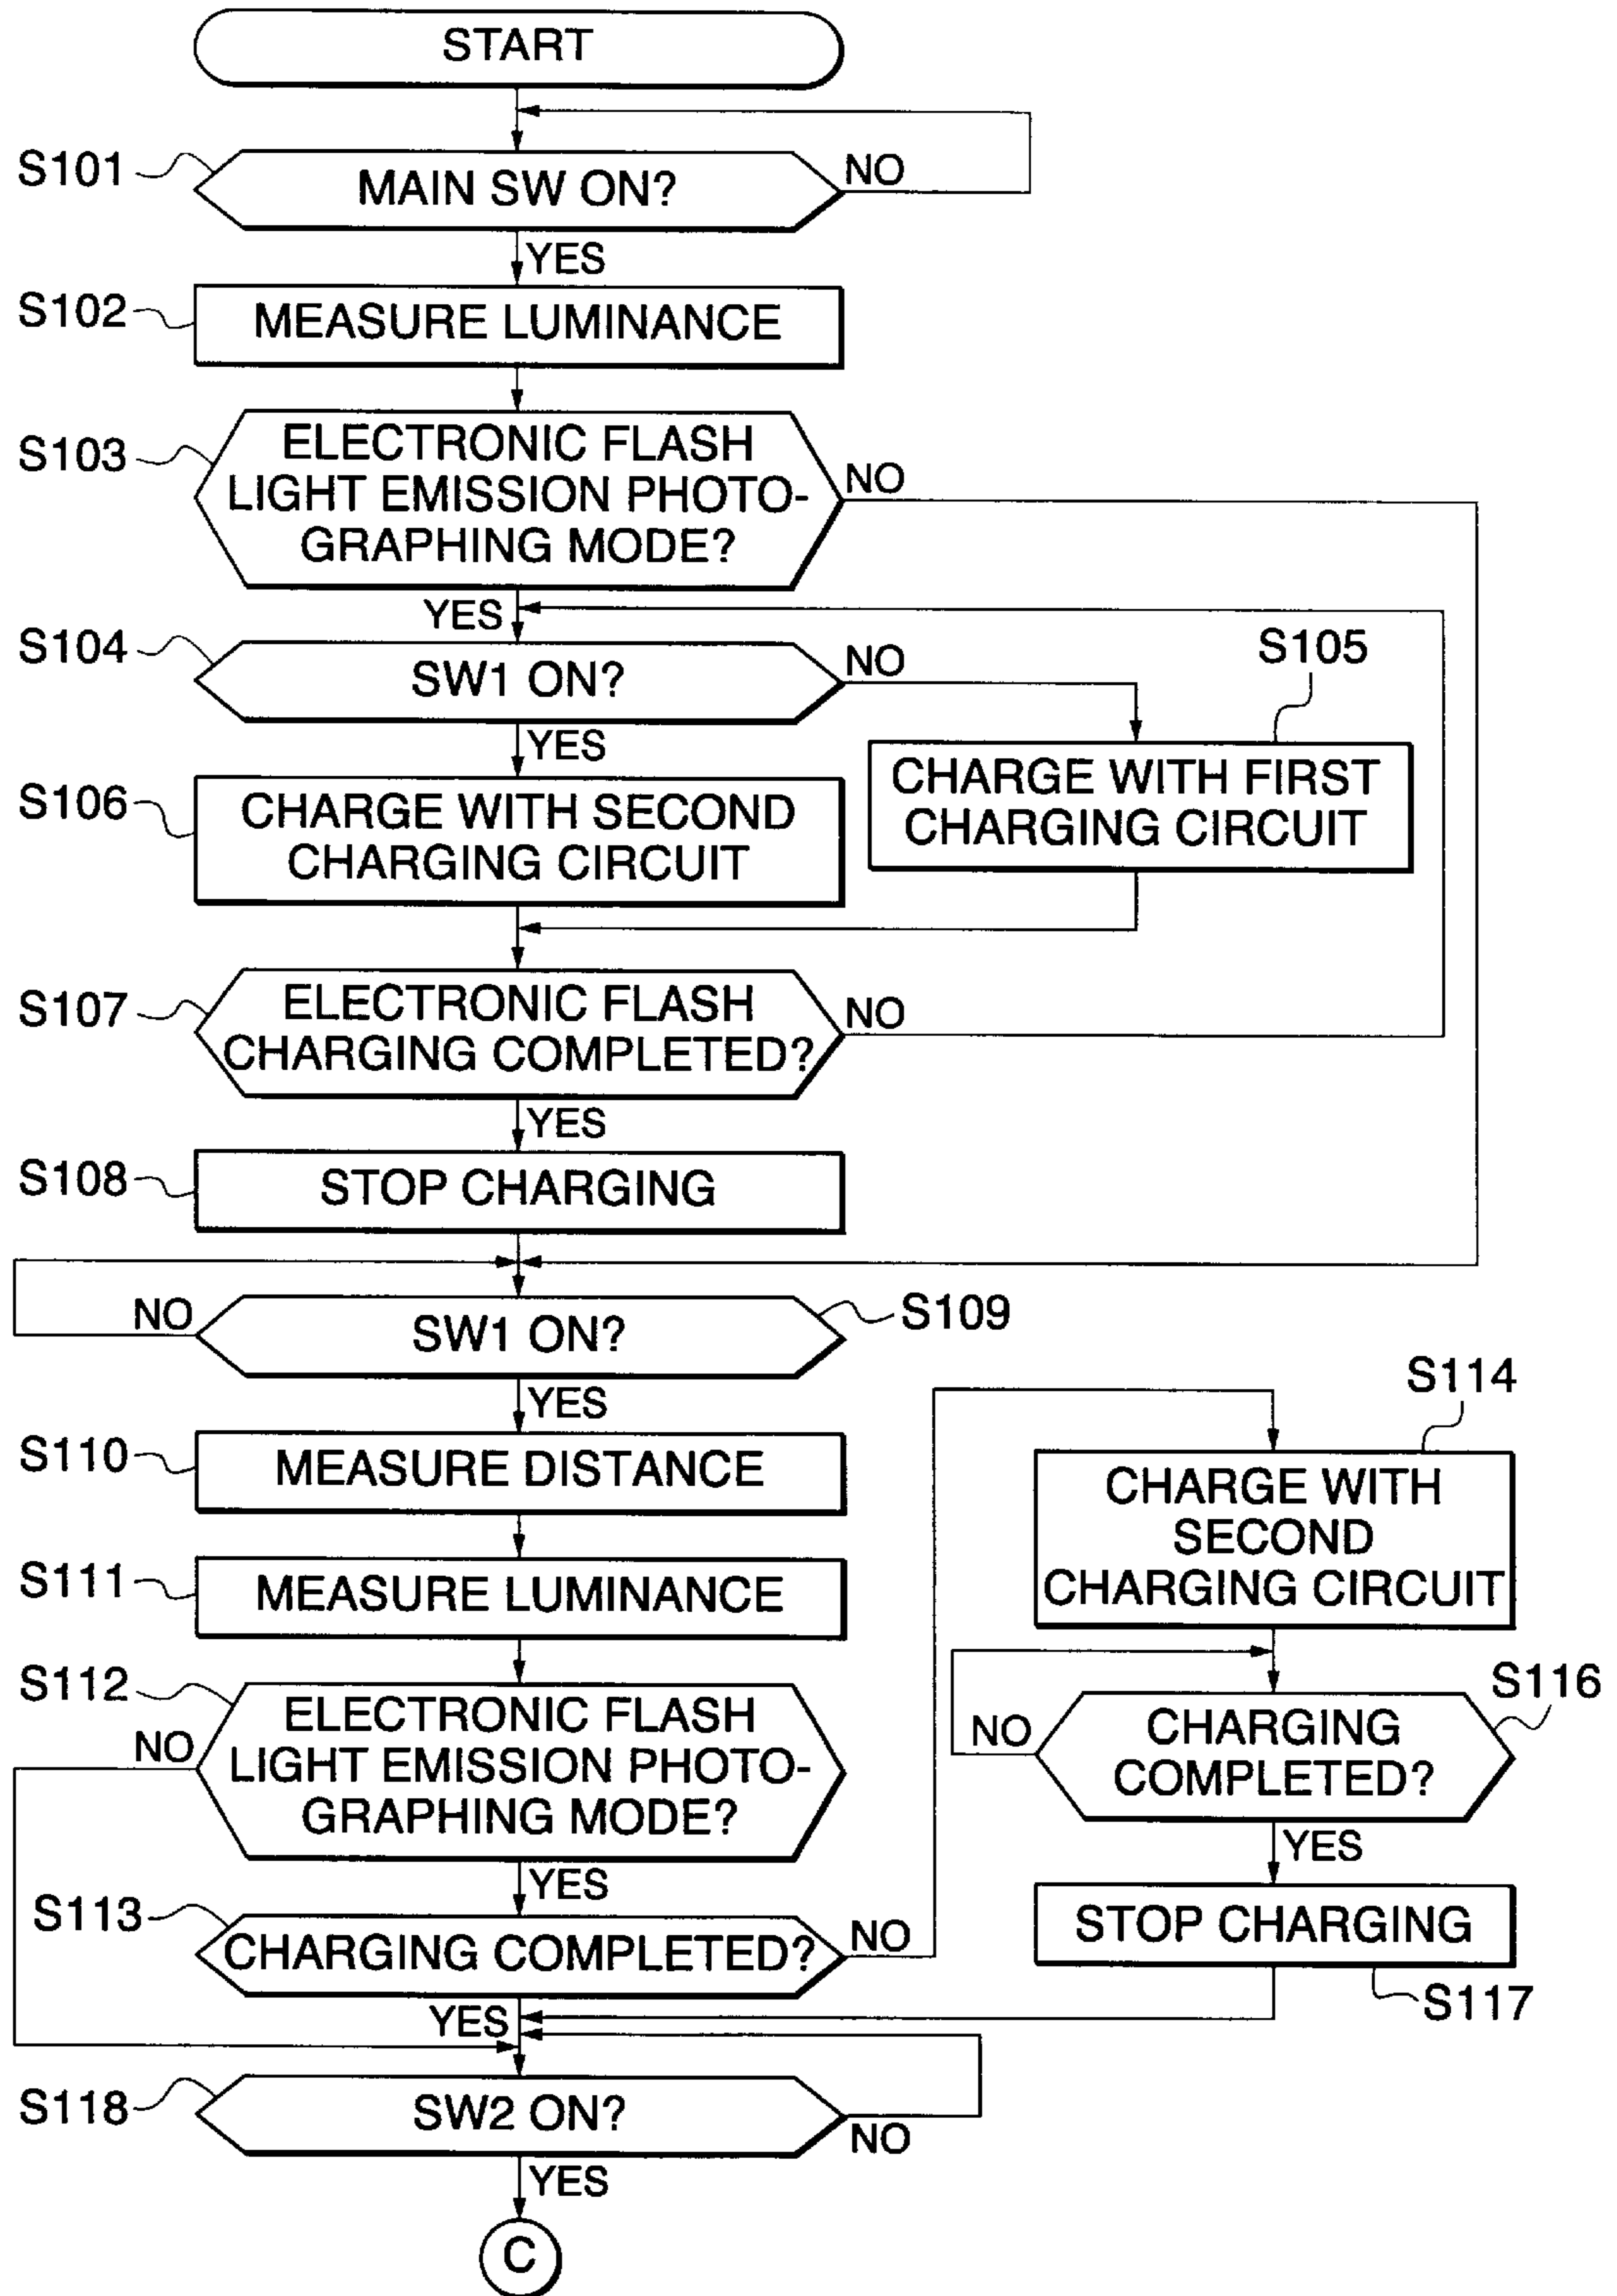 START
S101
MAIN SW ON?
NO
YES
S102
MEASURE LUMINANCE
S103
ELECTRONIC FLASH
LIGHT EMISSION PHOTO-
GRAPHING MODE?
NO
YES
S104
SW1 ON?
NO
S105
YES
CHARGE WITH FIRST
CHARGING CIRCUIT
S106
CHARGE WITH SECOND
CHARGING CIRCUIT
S107
ELECTRONIC FLASH
CHARGING COMPLETED?
NO
YES
S108
STOP CHARGING
NO
SW1 ON?
S109
YES
S110
MEASURE DISTANCE
S111
MEASURE LUMINANCE
S112
NO
ELECTRONIC FLASH
LIGHT EMISSION PHOTO-
GRAPHING MODE?
YES
S113
CHARGING COMPLETED?
NO
YES
S114
CHARGE WITH
SECOND
CHARGING CIRCUIT
S116
NO
CHARGING
COMPLETED?
YES
STOP CHARGING
S117
S118
SW2 ON?
NO
YES
C